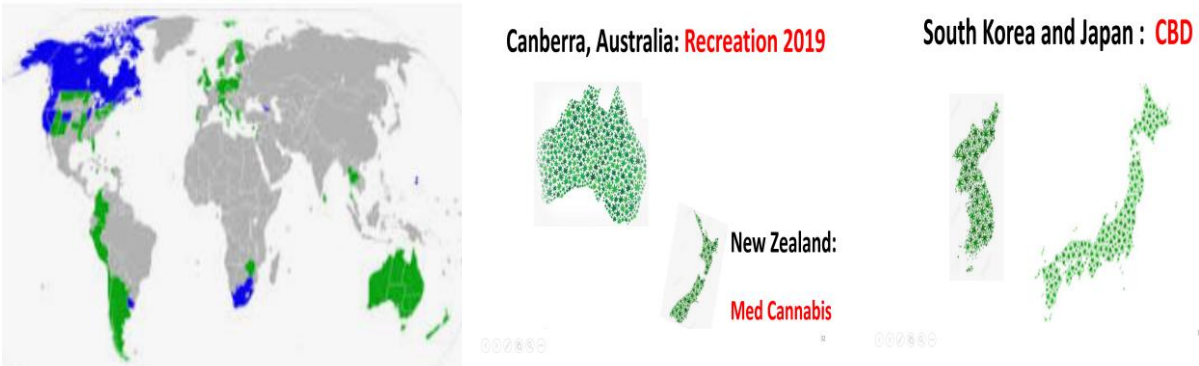 Canberra, Australia: Recreation 2019
New Zealand:
Med Cannabis
South Korea and Japan : CBD